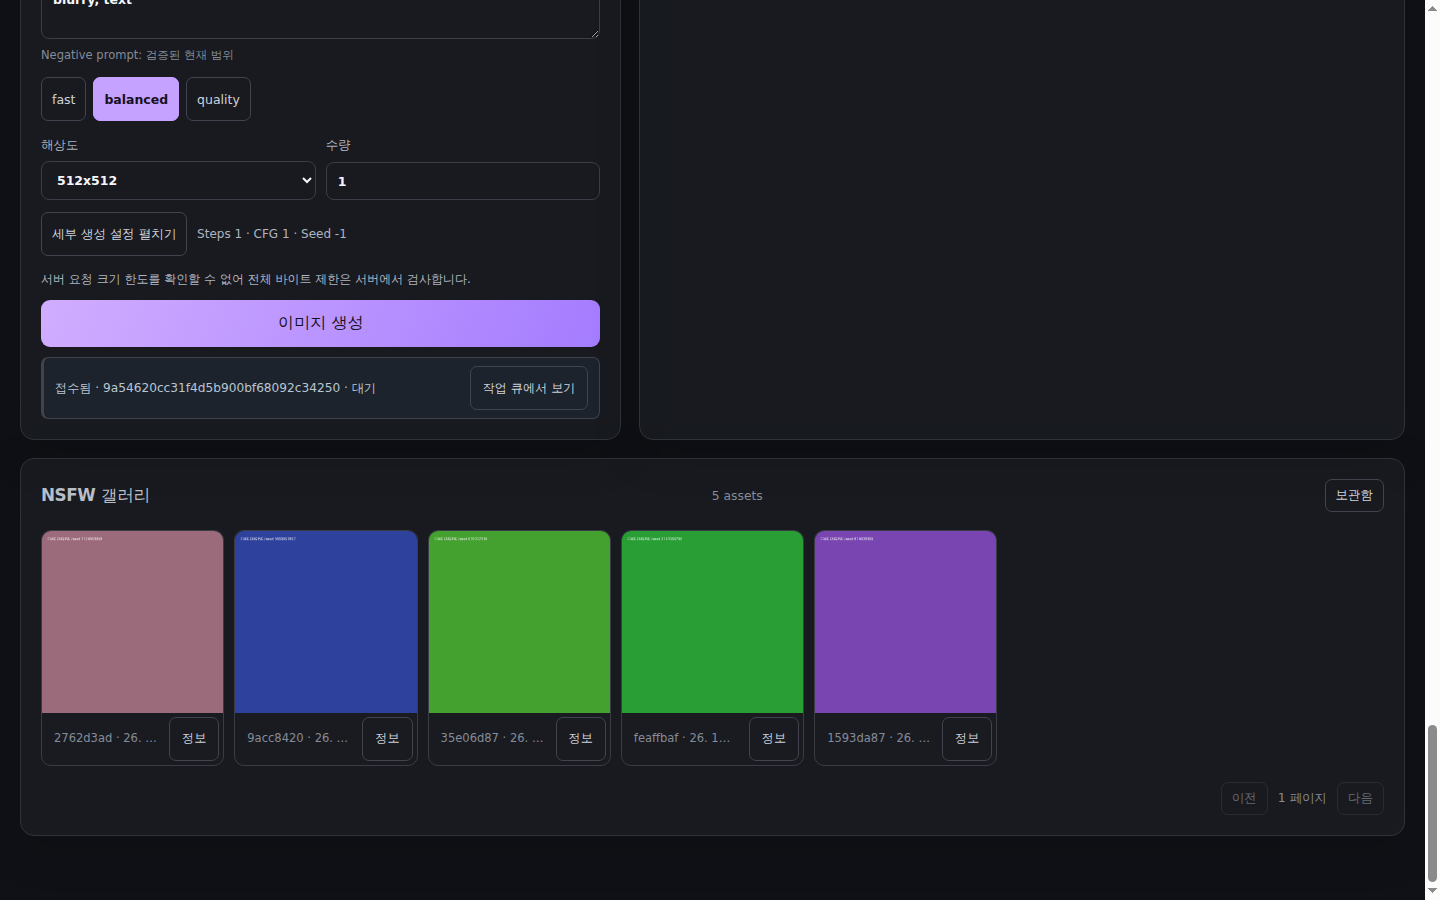 blurry, text
Negative prompt: 검증된 현재 범위
fast
balanced
quality
해상도
수량
512x512
1
세부 생성 설정 펼치기
Steps 1 · CFG 1 · Seed -1
서버 요청 크기 한도를 확인할 수 없어 전체 바이트 제한은 서버에서 검사합니다.
이미지 생성
접수됨 · 9a54620cc31f4d5b900bf68092c34250 · 대기
작업 큐에서 보기
NSFW 갤러리
5 assets
보관함
2762d3ad · 26. ...
정보
9acc8420 · 26. ...
정보
35e06d87 · 26. ...
정보
feaffbaf · 26. 1...
정보
1593da87 · 26. ...
정보
이전
1 페이지
다음